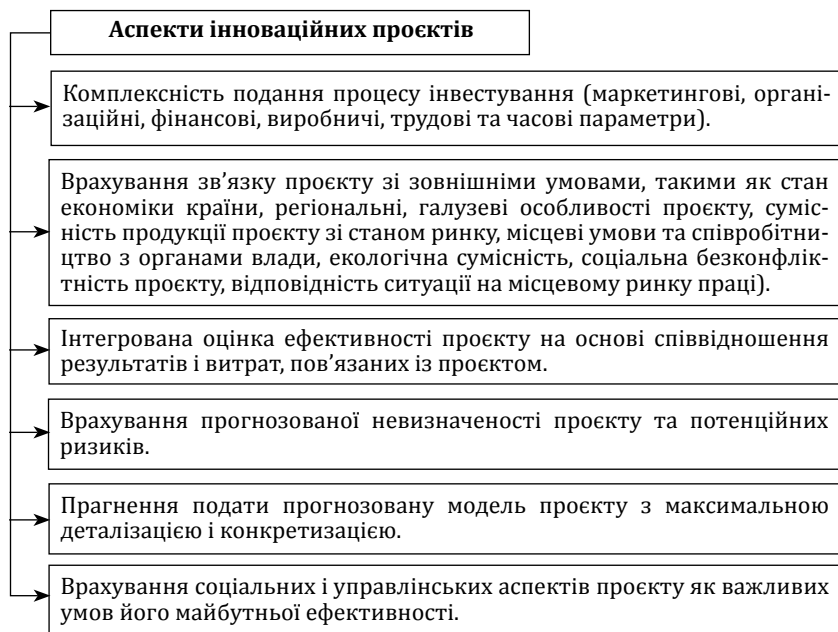 Аспекти інноваційних проєктів
Комплексність подання процесу інвестування (маркетингові, органі-
заційні, фінансові, виробничі, трудові та часові параметри).
Врахування зв’язку проєкту зі зовнішніми умовами, такими як стан
економіки країни, регіональні, галузеві особливості проєкту, суміс-
ність продукції проєкту зі станом ринку, місцеві умови та співробітни-
цтво з органами влади, екологічна сумісність, соціальна безконфлік-
тність проєкту, відповідність ситуації на місцевому ринку праці).
Інтегрована оцінка ефективності проєкту на основі співвідношення
результатів і витрат, пов’язаних із проєктом.
Врахування прогнозованої невизначеності проєкту та потенційних
ризиків.
Прагнення подати прогнозовану модель проєкту з максимальною
деталізацією і конкретизацією.
Врахування соціальних і управлінських аспектів проєкту як важливих
умов його майбутньої ефективності.